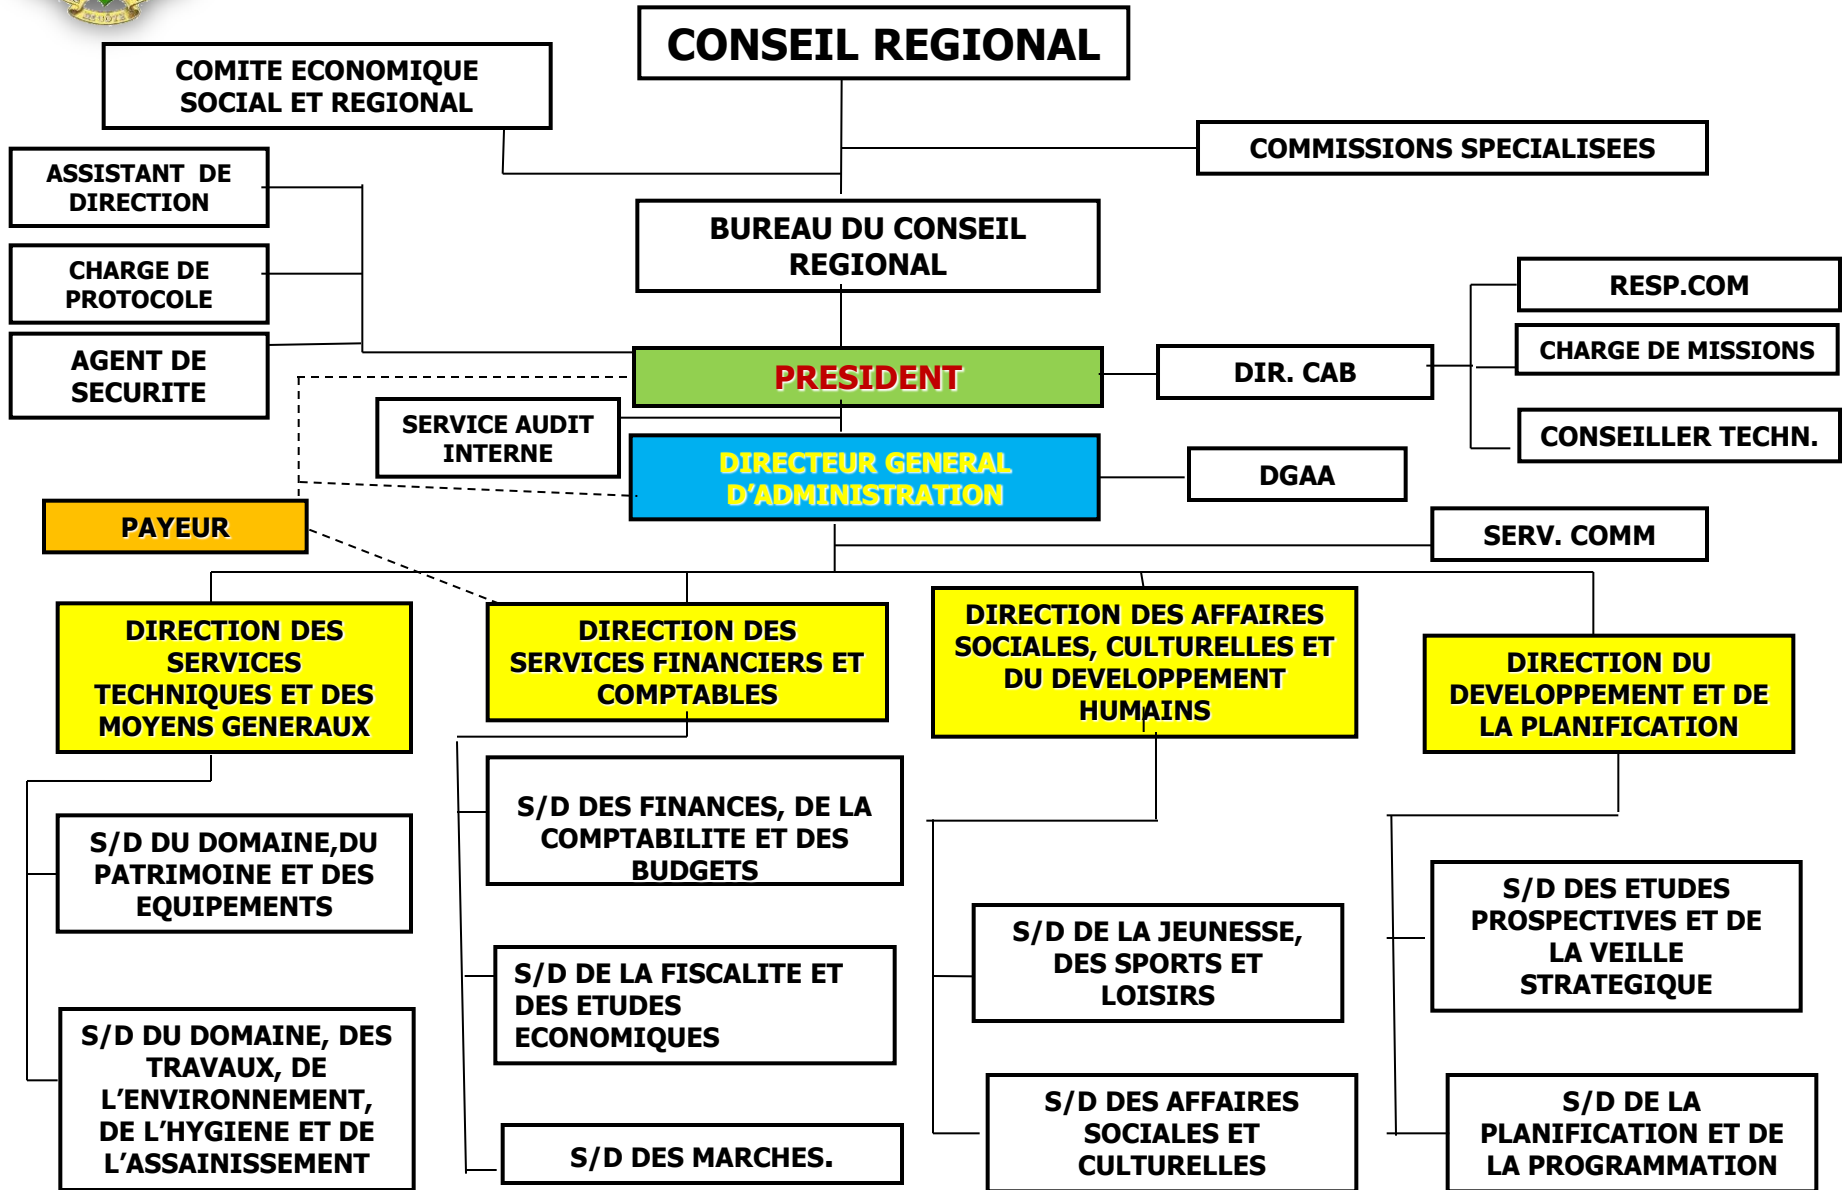 CONSEIL REGIONAL
COMITE ECONOMIQUE
SOCIAL ET REGIONAL
COMMISSIONS SPECIALISEES
ASSISTANT DE
DIRECTION
BUREAU DU CONSEIL
REGIONAL
CHARGE DE
PROTOCOLE
RESP.COM
AGENT DE
SECURITE
CHARGE DE MISSIONS
PRESIDENT
DIR. CAB
SERVICE AUDIT
INTERNE
CONSEILLER TECHN.
DIRECTEUR GENERAL
D’ADMINISTRATION
DGAA
PAYEUR
SERV. COMM
DIRECTION DES
SERVICES
TECHNIQUES ET DES
MOYENS GENERAUX
DIRECTION DES
SERVICES FINANCIERS ET
COMPTABLES
DIRECTION DES AFFAIRES
SOCIALES, CULTURELLES ET
DU DEVELOPPEMENT
HUMAINS
DIRECTION DU
DEVELOPPEMENT ET DE
LA PLANIFICATION
S/D DU DOMAINE,DU
PATRIMOINE ET DES
EQUIPEMENTS
S/D DES FINANCES, DE LA
COMPTABILITE ET DES
BUDGETS
S/D DE LA JEUNESSE,
DES SPORTS ET
LOISIRS
S/D DES ETUDES
PROSPECTIVES ET DE
LA VEILLE
STRATEGIQUE
S/D DU DOMAINE, DES
TRAVAUX, DE
L’ENVIRONNEMENT,
DE L’HYGIENE ET DE
L’ASSAINISSEMENT
S/D DE LA FISCALITE ET
DES ETUDES
ECONOMIQUES
S/D DES MARCHES.
S/D DES AFFAIRES
SOCIALES ET
CULTURELLES
S/D DE LA
PLANIFICATION ET DE
LA PROGRAMMATION